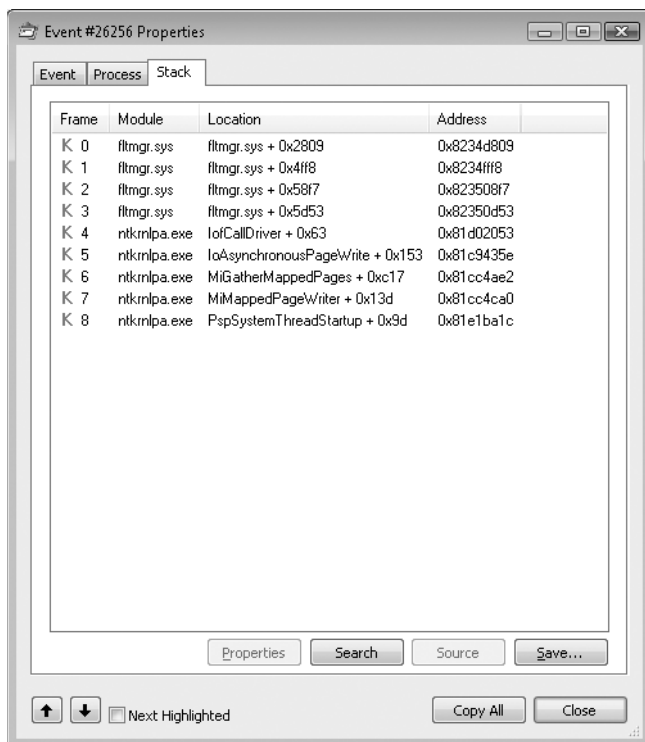 Event #26256 Properties
Event Process Stack
Frame Module Location Address
K 0 fltmgr.sys fltmgr.sys + 0x2809 0x8234d809
K 1 fltmgr.sys fltmgr.sys + 0x4ff8 0x8234fff8
K 2 fltmgr.sys fltmgr.sys + 0x58f7 0x823508f7
K 3 fltmgr.sys fltmgr.sys + 0x5d53 0x82350d53
K 4 ntkrnlpa.exe IofCallDriver + 0x63 0x81d02053
K 5 ntkrnlpa.exe IoAsynchronousPageWrite + 0x153 0x81c9435e
K 6 ntkrnlpa.exe MiGatherMappedPages + 0xc17 0x81cc4ae2
K 7 ntkrnlpa.exe MiMappedPageWriter + 0x13d 0x81cc4ca0
K 8 ntkrnlpa.exe PspSystemThreadStartup + 0x9d 0x81e1ba1c
Properties Search Source Save...
Next Highlighted Copy All Close